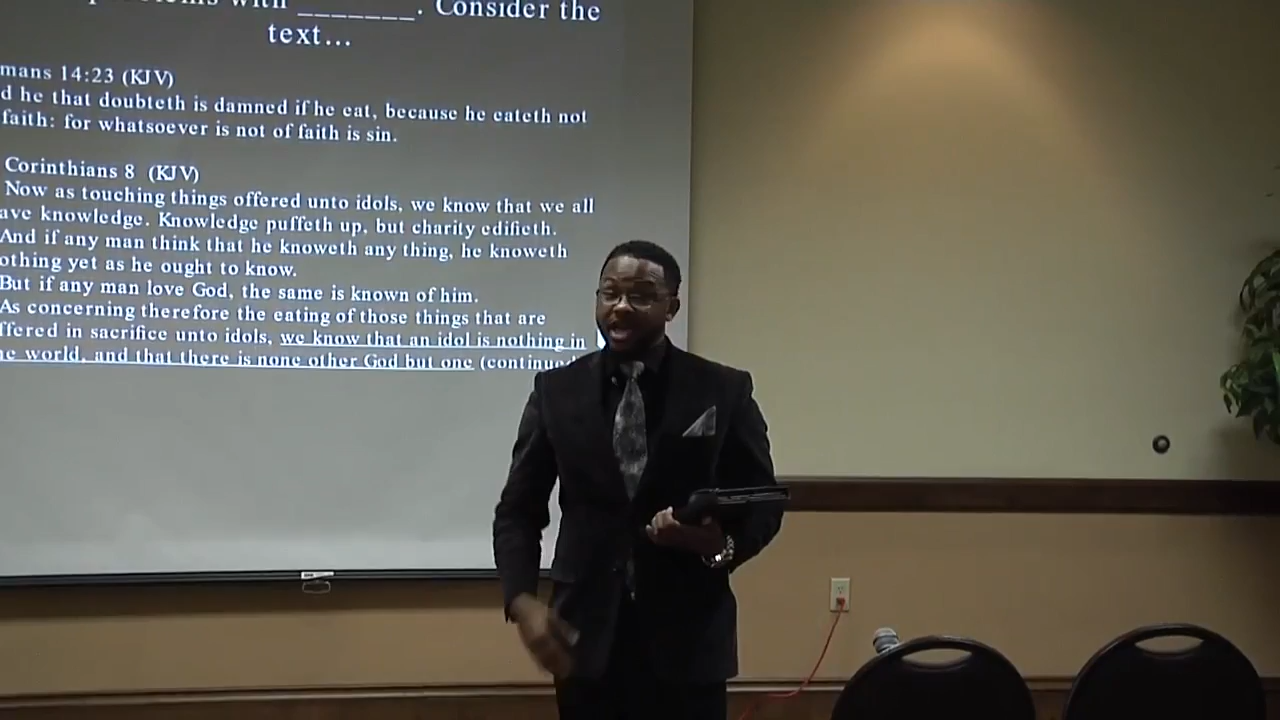 with _______. Consider the
text...
mans 14:23 (KJV)
d he that doubteth is damned if he eat, because he eateth not
faith: for whatsoever is not of faith is sin.
Corinthians 8 (KJV)
Now as touching things offered unto idols, we know that we all
ave knowledge. Knowledge puffeth up, but charity edifieth.
And if any man think that he knoweth any thing, he knoweth
othing yet as he ought to know.
But if any man love God, the same is known of him.
As concerning therefore the eating of those things that are
ffered in sacrifice unto idols, we know that an idol is nothing in
he world, and that there is none other God but one (continued